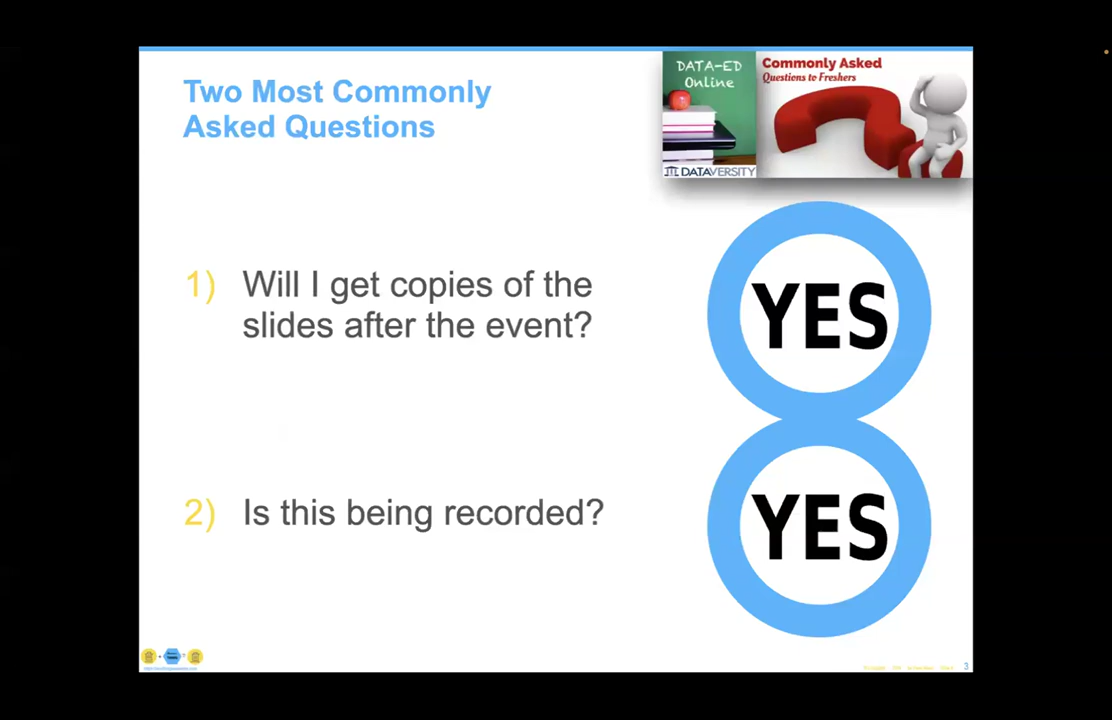 Two Most Commonly
Asked Questions
DATA-ED
Online
DATAVERSITY
Commonly Asked
Questions to Freshers
1) Will I get copies of the
slides after the event?
YES
2) Is this being recorded?
YES
3